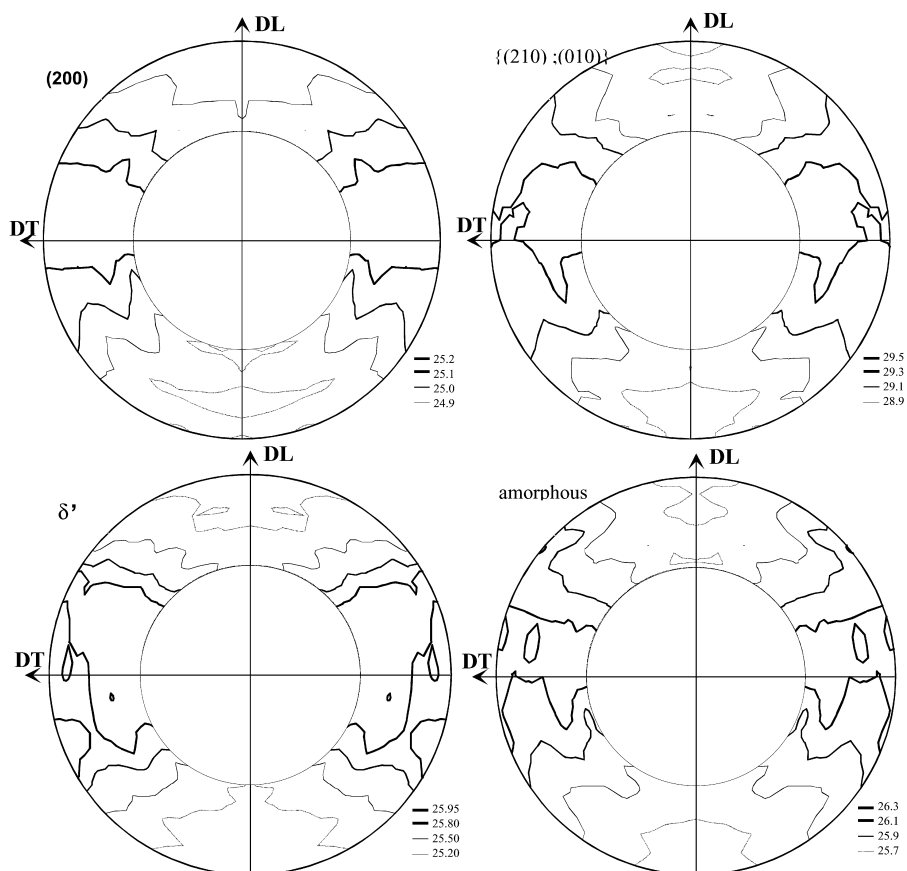 DL
(200)
DT
25.2
25.1
25.0
24.9
DL
{(210) ;(010)}
DT
29.5
29.3
29.1
28.9
DL
δ'
DT
25.95
25.80
25.50
25.20
DL
amorphous
DT
26.3
26.1
25.9
25.7